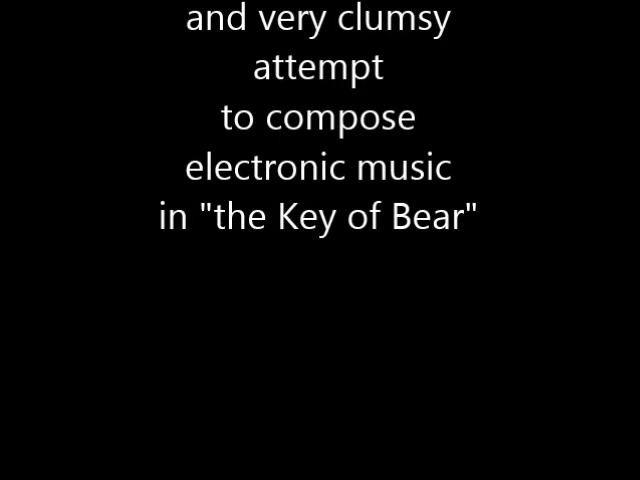 and very clumsy
attempt
to compose
electronic music
in "the Key of Bear"